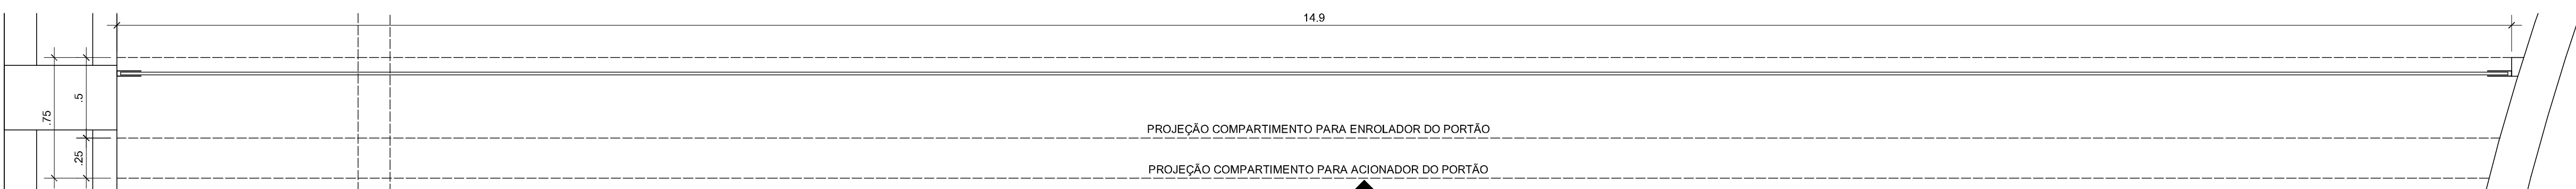 14.9
.5
.75
PROJEÇÃO COMPARTIMENTO PARA ENROLADOR DO PORTÃO
.25
PROJEÇÃO COMPARTIMENTO PARA ACIONADOR DO PORTÃO